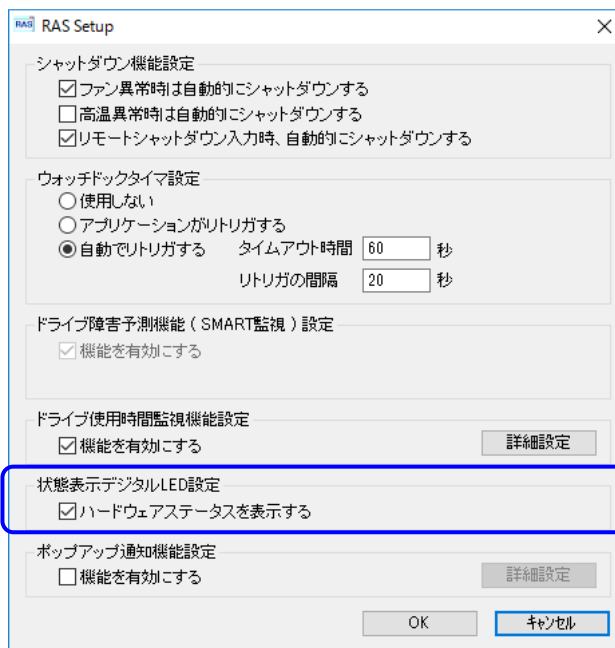 RAS RAS Setup
シャットダウン機能設定
ファン異常時は自動的にシャットダウンする
高温異常時は自動的にシャットダウンする
リモートシャットダウン入力時、自動的にシャットダウンする
ウォッチドックタイマ設定
使用しない
アプリケーションがリトリガする
自動でリトリガする タイムアウト時間 60 秒
リトリガの間隔 20 秒
ドライブ障害予測機能 ( SMART監視 ) 設定
機能を有効にする
ドライブ使用時間監視機能設定
機能を有効にする 詳細設定
状態表示デジタルLED設定
ハードウェアステータスを表示する
ポップアップ通知機能設定
機能を有効にする 詳細設定
OK キャンセル